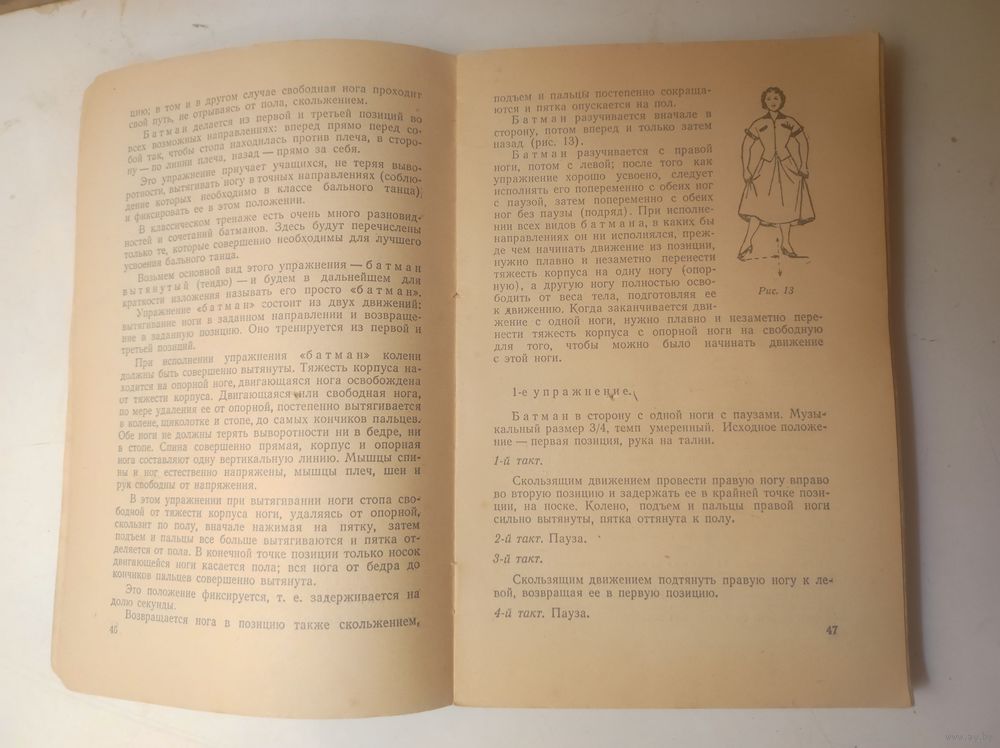 цию; в том и в другом случае свободная нога проходит
свой путь, не отрываясь от пола, скольжением.
Батман делается из первой и третьей позиций во
всех возможных направлениях: вперед прямо перед со-
бой так, чтобы стопа находилась против плеча, в сторо-
ну — по линии плеча, назад — прямо за себя.
Это упражнение приучает учащихся, не теряя выво-
ротности, вытягивать ногу в точных направлениях (соблю-
дение которых необходимо в классе бального танца)
и фиксировать ее в этом положении.
В классическом тренаже есть очень много разновид-
ностей и сочетаний батманов. Здесь будут перечислены
только те, которые совершенно необходимы для лучшего
усвоения бального танца.
Возьмем основной вид этого упражнения — батман
вытянутый (тендю) — и будем в дальнейшем для
краткости изложения называть его просто «батман».
Упражнение «батман» состоит из двух движений:
вытягивание ноги в заданном направлении и возвраще-
ние в заданную позицию. Оно тренируется из первой и
третьей позиций.
При исполнении упражнения «батман» колени
должны быть совершенно вытянуты. Тяжесть корпуса на-
ходится на опорной ноге, двигающаяся нога освобождена
от тяжести корпуса. Двигающаяся или свободная нога,
по мере удаления ее от опорной, постепенно вытягивается
в колене, щиколотке и стопе, до самых кончиков пальцев.
Обе ноги не должны терять выворотности ни в бедре, ни
в стопе. Спина совершенно прямая, корпус и опорная
нога составляют одну вертикальную линию. Мышцы спи-
ны и ног естественно напряжены, мышцы плеч, шеи и
рук свободны от напряжения.
В этом упражнении при вытягивании ноги стопа сво-
бодной от тяжести корпуса ноги, удаляясь от опорной,
скользит по полу, вначале нажимая на пятку, затем
подъем и пальцы все больше вытягиваются и пятка от-
деляется от пола. В конечной точке позиции только носок
двигающейся ноги касается пола; вся нога от бедра до
кончиков пальцев совершенно вытянута.
Это положение фиксируется, т. е. задерживается на
долю секунды.
Возвращается нога в позицию также скольжением,
46
подъем и пальцы постепенно сокраща-
ются и пятка опускается на пол.
Батман разучивается вначале в
сторону, потом вперед и только затем
назад (рис. 13).
Батман разучивается с правой
ноги, потом с левой; после того как
упражнение хорошо усвоено, следует
исполнять его попеременно с обеих ног
с паузой, затем попеременно с обеих
ног без паузы (подряд). При исполне-
нии всех видов батмана, в каких бы
направлениях он ни исполнялся, преж-
де чем начинать движение из позиции,
нужно плавно и незаметно перенести
тяжесть корпуса на одну ногу (опор-
ную), а другую ногу полностью осво-
бодить от веса тела, подготовляя ее
к движению. Когда заканчивается дви-
жение с одной ноги, нужно плавно и незаметно пере-
нести тяжесть корпуса с опорной ноги на свободную
для того, чтобы можно было начинать движение
с этой ноги.
Рис. 13
1-е упражнение.
Батман в сторону с одной ноги с паузами. Музы-
кальный размер 3/4, темп умеренный. Исходное положе-
ние — первая позиция, рука на талии.
1-й такт.
Скользящим движением провести правую ногу вправо
во вторую позицию и задержать ее в крайней точке пози-
ции, на носке. Колено, подъем и пальцы правой ноги
сильно вытянуты, пятка оттянута к полу.
2-й такт. Пауза.
3-й такт.
Скользящим движением подтянуть правую ногу к ле-
вой, возвращая ее в первую позицию.
4-й такт. Пауза.
47
www.ay.by